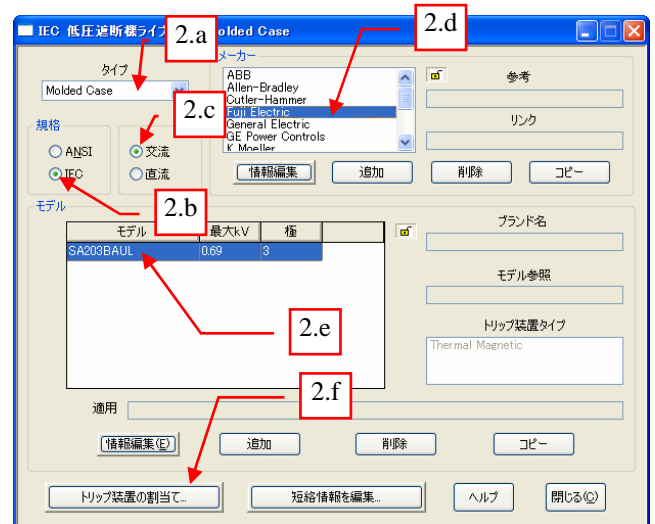 IEC 低圧遮断機ライブ 2.a olded Case
2.d
タイプ
Molded Case
2.c
メーカー
ABB
Allen-Bradley
Cutler-Hammer
Fuji Electric
General Electric
GE Power Controls
K Moeller
参考
リンク
規格
ANSI
IEC
交流
直流
2.b
情報編集
追加
削除
コピー
モデル
モデル 最大kV 極
SA203BAUL 0.69 3
2.e
ブランド名
モデル参照
トリップ装置タイプ
Thermal Magnetic
2.f
適用
情報編集(E)
追加
削除
コピー
トリップ装置の割当て...
短絡情報を編集...
ヘルプ
閉じる(C)